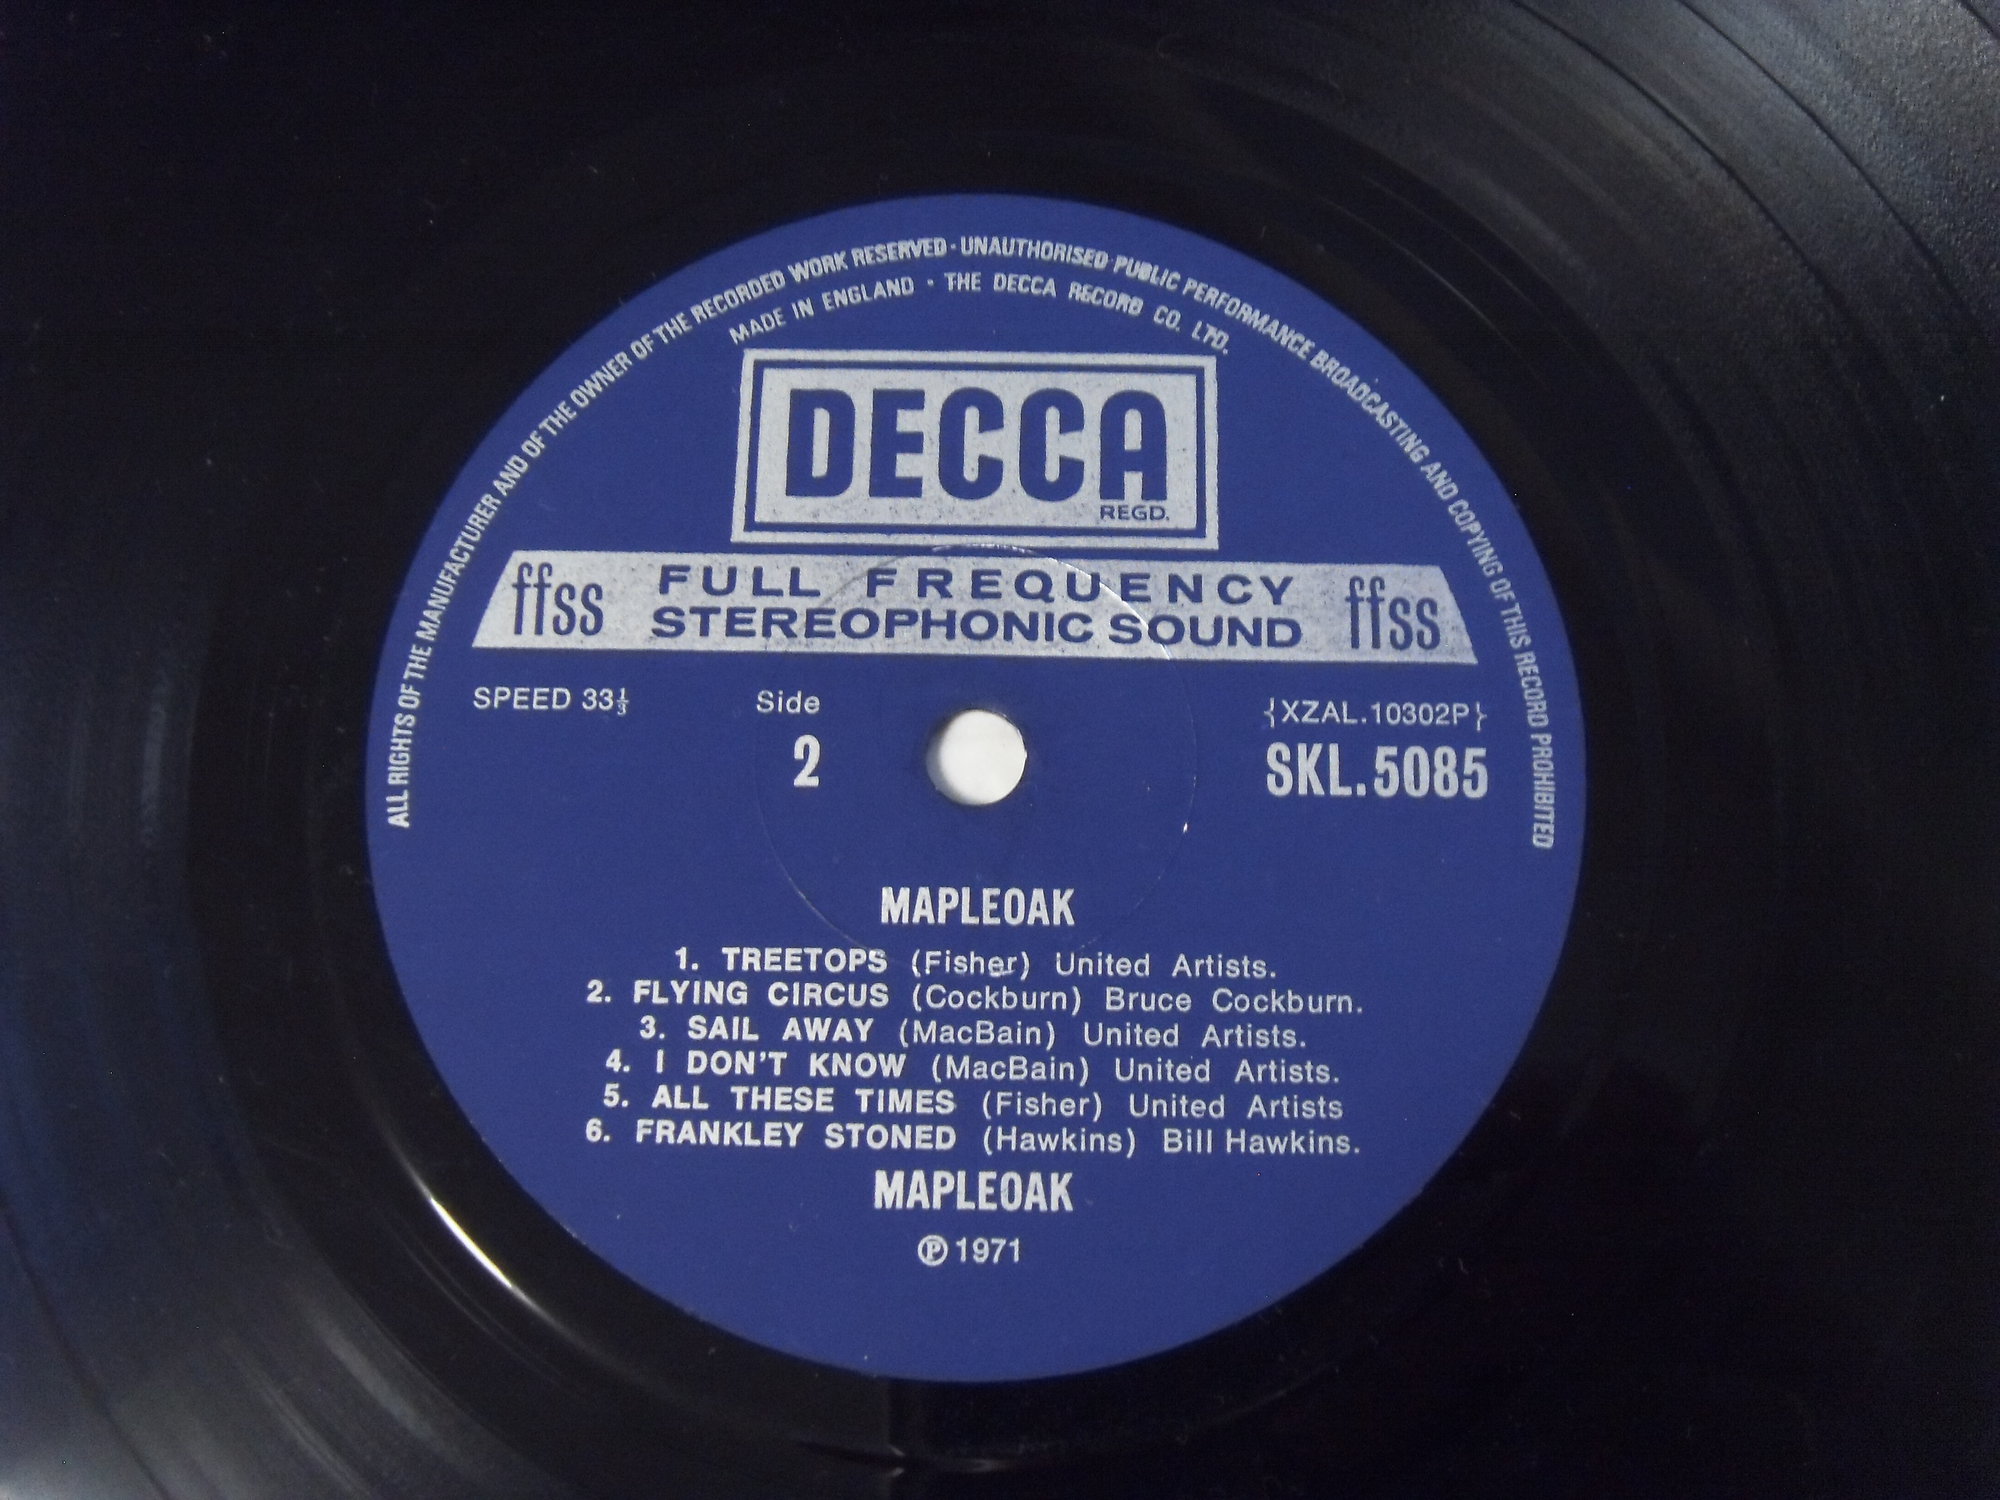 ALL RIGHTS OF THE MANUFACTURER AND OF THE OWNER OF THE RECORDED WORK RESERVED · UNAUTHORISED PUBLIC PERFORMANCE BROADCASTING AND COPYING OF THIS RECORD PROHIBITED
MADE IN ENGLAND · THE DECCA RECORD CO. LTD.
DECCA
REGD.
ffss FULL FREQUENCY STEREOPHONIC SOUND ffss
SPEED 33⅓ Side 2
{XZAL.10302P}
SKL.5085
MAPLEOAK
1. TREETOPS (Fisher) United Artists.
2. FLYING CIRCUS (Cockburn) Bruce Cockburn.
3. SAIL AWAY (MacBain) United Artists.
4. I DON'T KNOW (MacBain) United Artists.
5. ALL THESE TIMES (Fisher) United Artists
6. FRANKLEY STONED (Hawkins) Bill Hawkins.
MAPLEOAK
℗ 1971